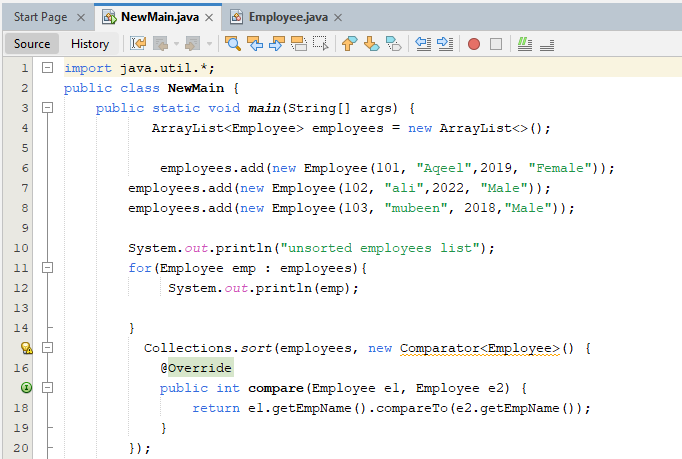 Start Page NewMain.java Employee.java
Source History
1 import java.util.*;
2 public class NewMain {
3 public static void main(String[] args) {
4 ArrayList<Employee> employees = new ArrayList<>();
5
6 employees.add(new Employee(101, "Aqeel",2019, "Female"));
7 employees.add(new Employee(102, "ali",2022, "Male"));
8 employees.add(new Employee(103, "mubeen", 2018,"Male"));
9
10 System.out.println("unsorted employees list");
11 for(Employee emp : employees){
12 System.out.println(emp);
13
14 }
Collections.sort(employees, new Comparator<Employee>() {
16 @Override
public int compare(Employee e1, Employee e2) {
18 return e1.getEmpName().compareTo(e2.getEmpName());
19 }
20 });